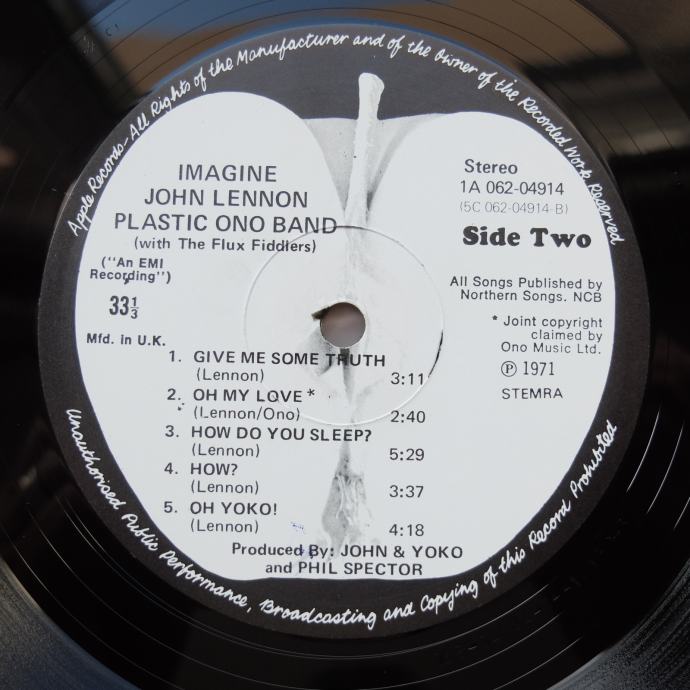 Apple Records-All Rights of the Manufacturer and of the Owner of the Recorded Work Reserved
IMAGINE
JOHN LENNON
PLASTIC ONO BAND
(with The Flux Fiddlers)
("An EMI
Recording")
33⅓
Mfd. in U.K.
Stereo
1A 062-04914
(5C 062-04914-B)
Side Two
All Songs Published by
Northern Songs. NCB
* Joint copyright
claimed by
Ono Music Ltd.
Ⓟ 1971
STEMRA
1. GIVE ME SOME TRUTH
(Lennon) 3:11
2. OH MY LOVE *
(Lennon/Ono) 2:40
3. HOW DO YOU SLEEP?
(Lennon) 5:29
4. HOW?
(Lennon) 3:37
5. OH YOKO!
(Lennon) 4:18
Produced By: JOHN & YOKO
and PHIL SPECTOR
Unauthorised Public Performance, Broadcasting and Copying of this Record Prohibited